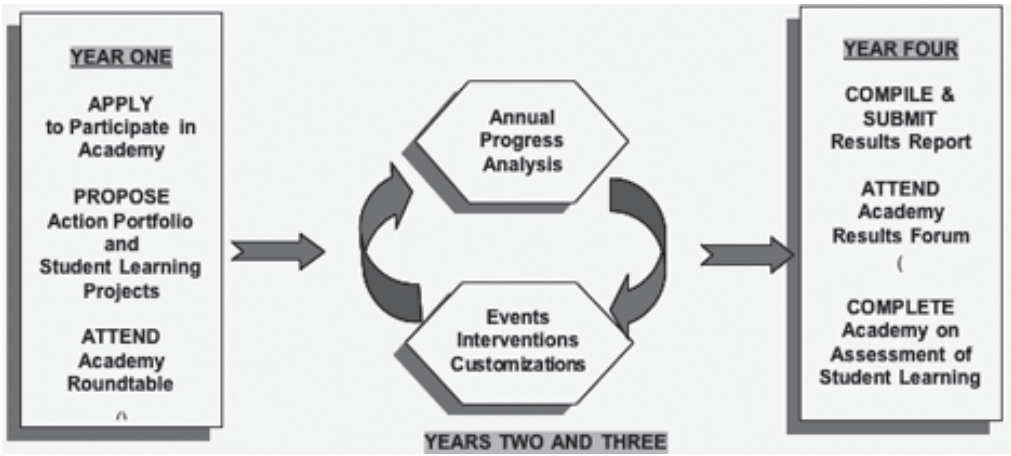 YEAR ONE
APPLY
to Participate in
Academy
PROPOSE
Action Portfolio
and
Student Learning
Projects
ATTEND
Academy
Roundtable
Annual
Progress
Analysis
Events
Interventions
Customizations
YEARS TWO AND THREE
YEAR FOUR
COMPILE &
SUBMIT
Results Report
ATTEND
Academy
Results Forum
(
COMPLETE
Academy on
Assessment of
Student Learning